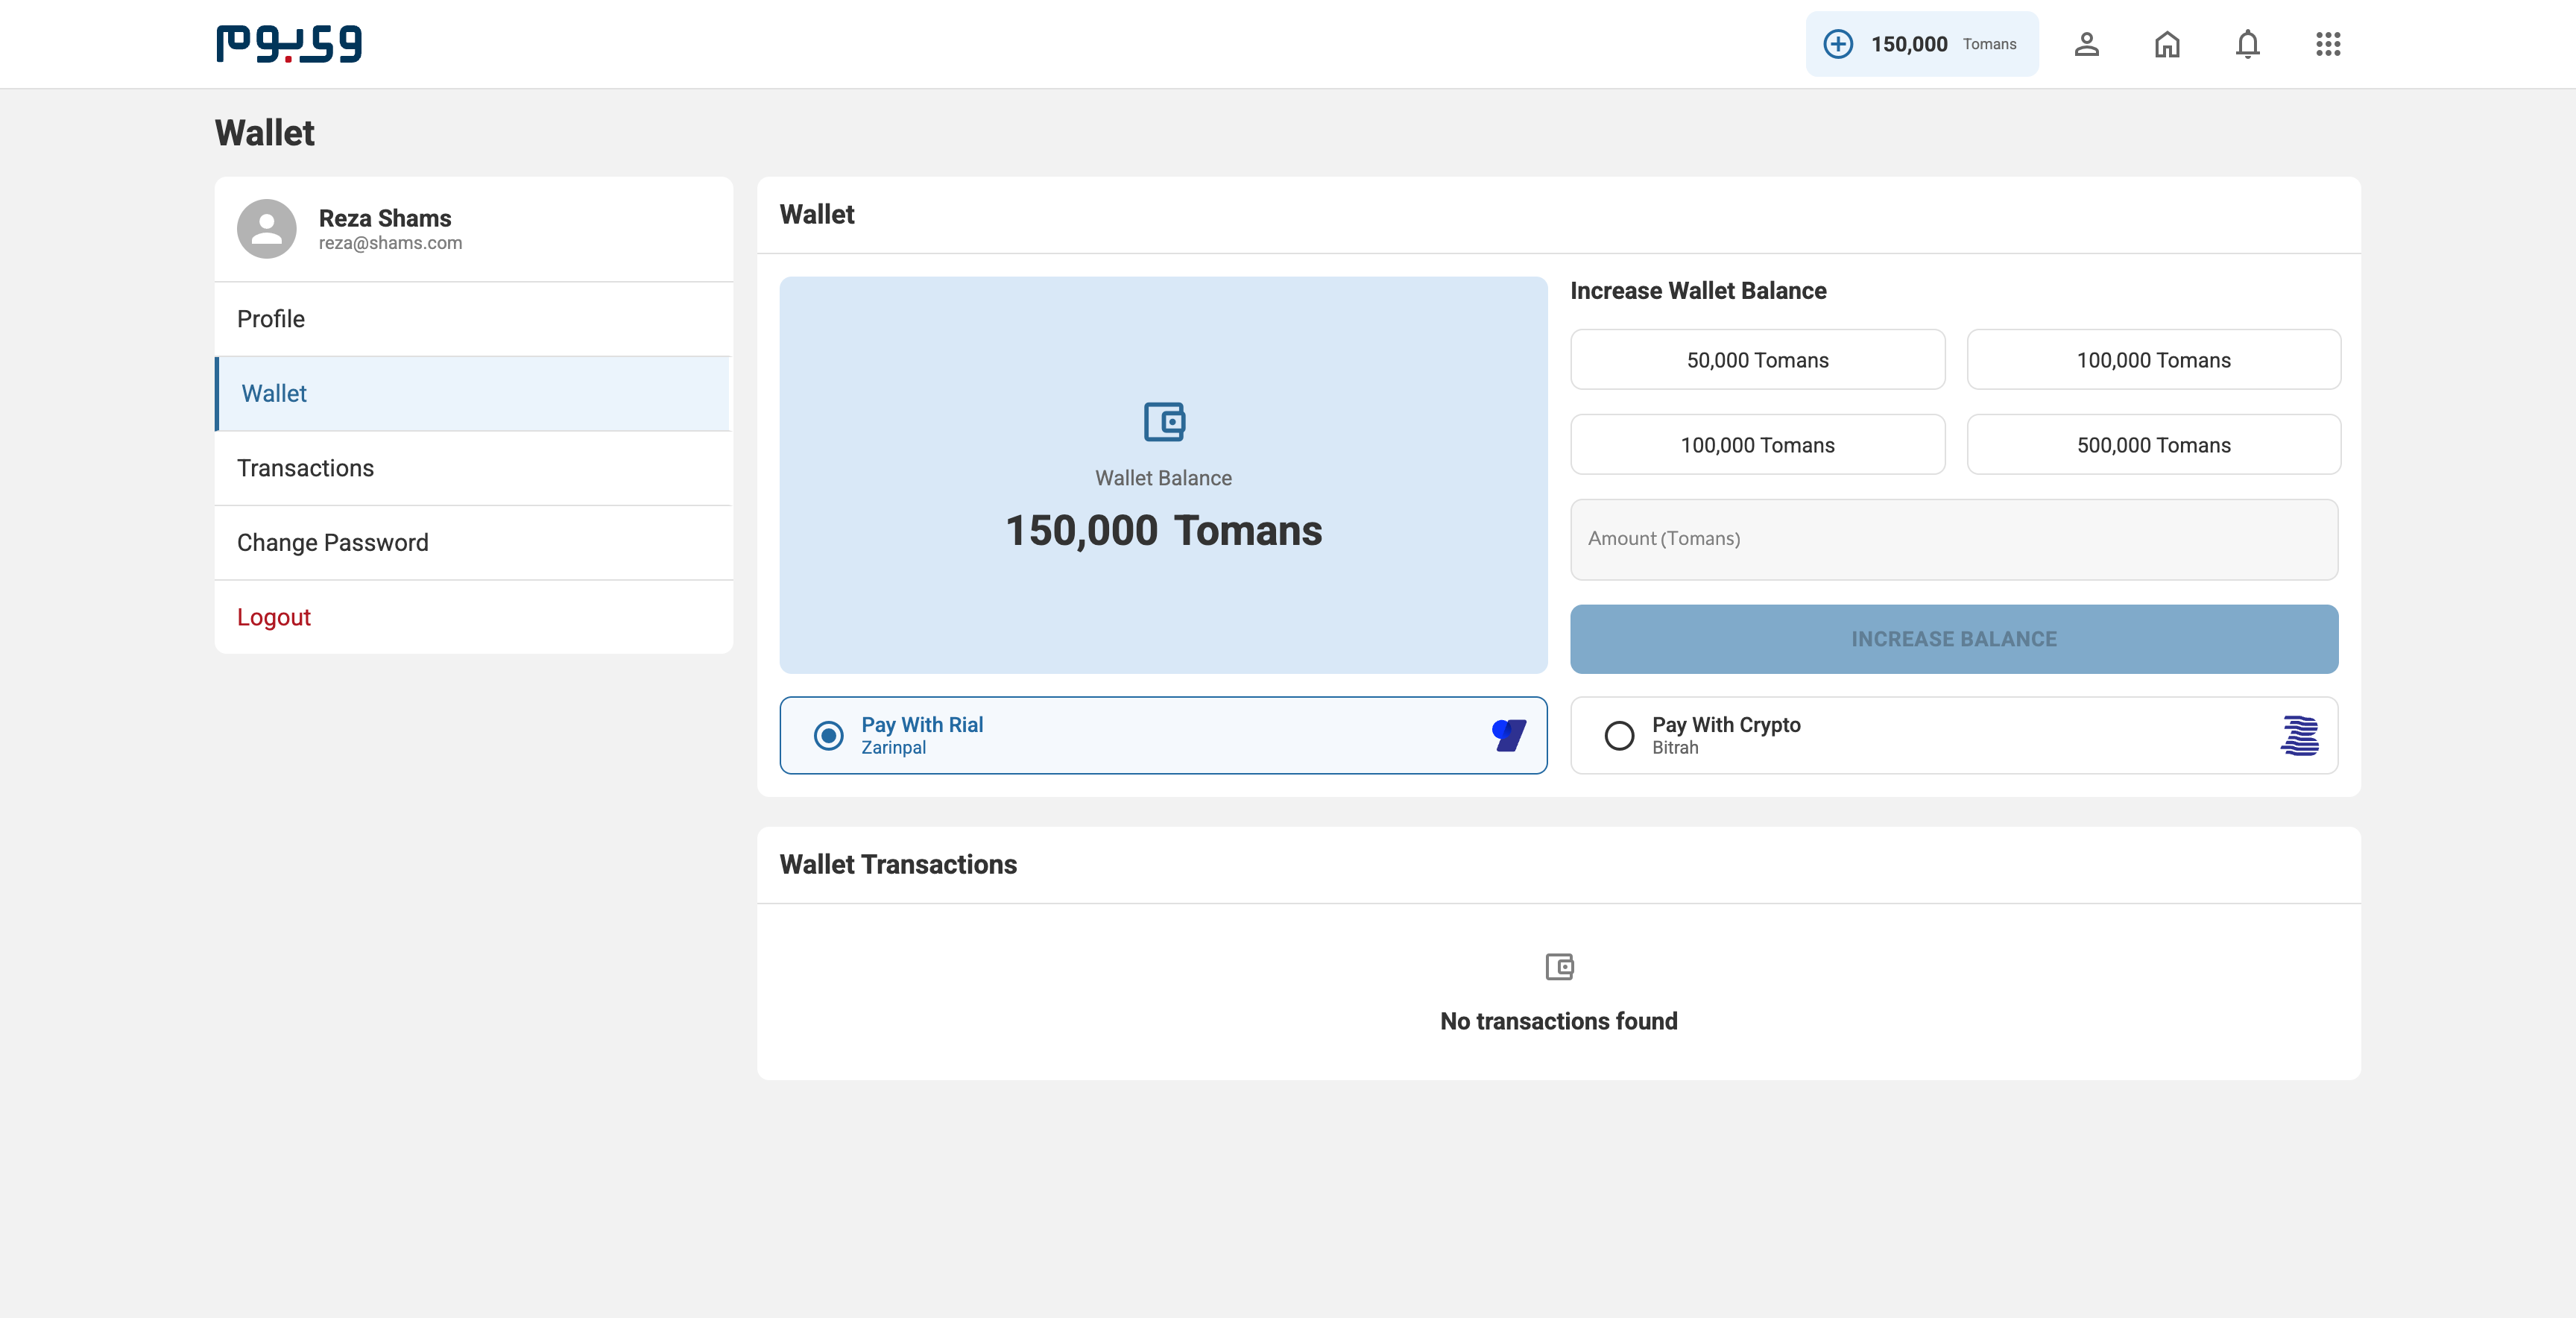 وی‌بوم
150,000 Tomans
Wallet
Reza Shams
reza@shams.com
Profile
Wallet
Transactions
Change Password
Logout
Wallet
Wallet Balance
150,000 Tomans
Increase Wallet Balance
50,000 Tomans
100,000 Tomans
100,000 Tomans
500,000 Tomans
Amount (Tomans)
INCREASE BALANCE
Pay With Rial
Zarinpal
Pay With Crypto
Bitrah
Wallet Transactions
No transactions found